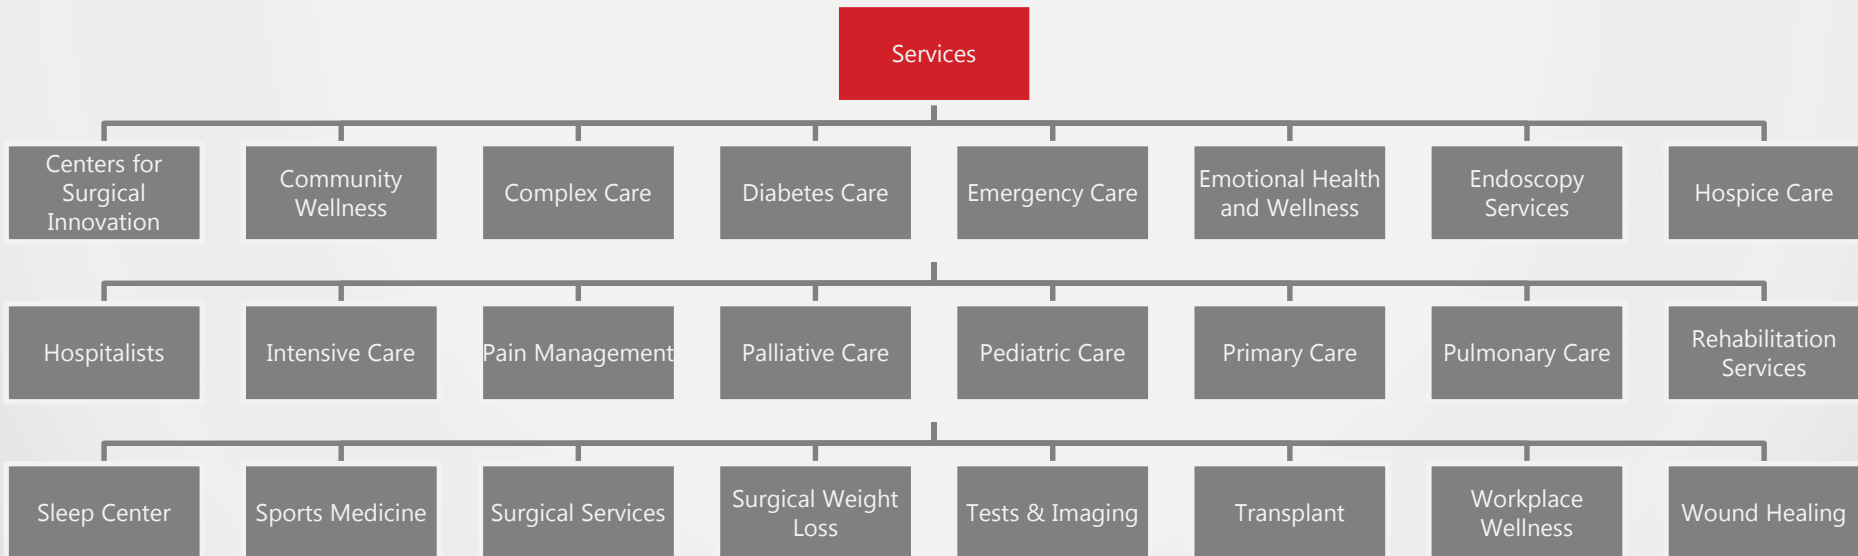 Services
Centers for
Surgical
Innovation
Community
Wellness
Complex Care
Diabetes Care
Emergency Care
Emotional Health
and Wellness
Endoscopy
Services
Hospice Care
Hospitalists
Intensive Care
Pain Management
Palliative Care
Pediatric Care
Primary Care
Pulmonary Care
Rehabilitation
Services
Sleep Center
Sports Medicine
Surgical Services
Surgical Weight
Loss
Tests & Imaging
Transplant
Workplace
Wellness
Wound Healing